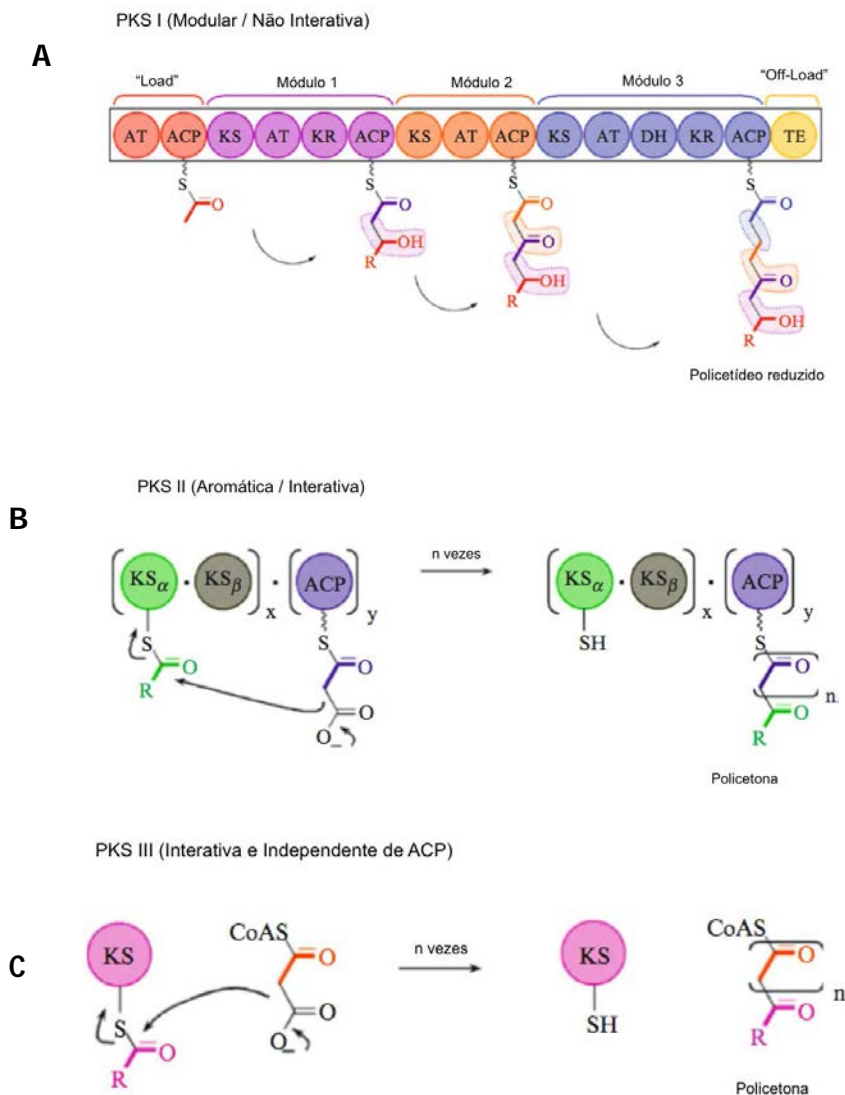 PKS I (Modular / Não Interativa)
A
"Load" Módulo 1 Módulo 2 Módulo 3 "Off-Load"
AT ACP KS AT KR ACP KS AT ACP KS AT DH KR ACP TE
S S S S
O O O O
OH O
R OH O
R OH
R
Policetídeo reduzido
PKS II (Aromática / Interativa)
B
KSα · KSβ x · ACP y n vezes KSα · KSβ x · ACP y
S S SH S
R O O O
O n
O_ R O
Policetona
PKS III (Interativa e Independente de ACP)
C
KS CoAS O n vezes KS CoAS O
S O SH n
R O O_ R O
Policetona